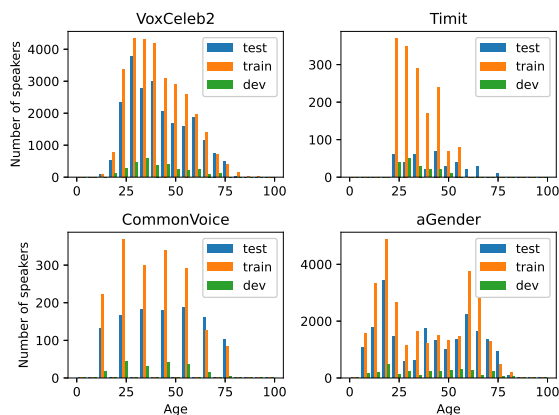 VoxCeleb2
Number of speakers
4000
3000
2000
1000
0
0 25 50 75 100
test
train
dev
Timit
300
200
100
0
0 25 50 75 100
test
train
dev
CommonVoice
Number of speakers
300
200
100
0
0 25 50 75 100
Age
test
train
dev
aGender
4000
2000
0
0 25 50 75 100
Age
test
train
dev